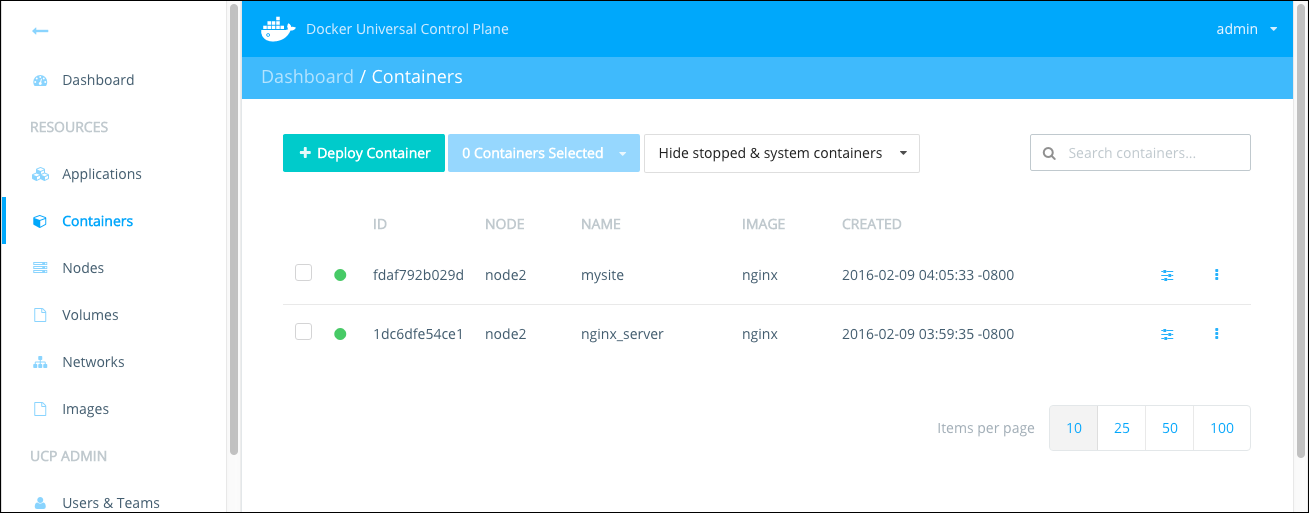 Docker Universal Control Plane
admin
Dashboard / Containers
Dashboard
RESOURCES
Applications
Containers
Nodes
Volumes
Networks
Images
UCP ADMIN
Users & Teams
+ Deploy Container
0 Containers Selected
Hide stopped & system containers
Search containers...
ID NODE NAME IMAGE CREATED
fdaf792b029d node2 mysite nginx 2016-02-09 04:05:33 -0800
1dc6dfe54ce1 node2 nginx_server nginx 2016-02-09 03:59:35 -0800
Items per page 10 25 50 100